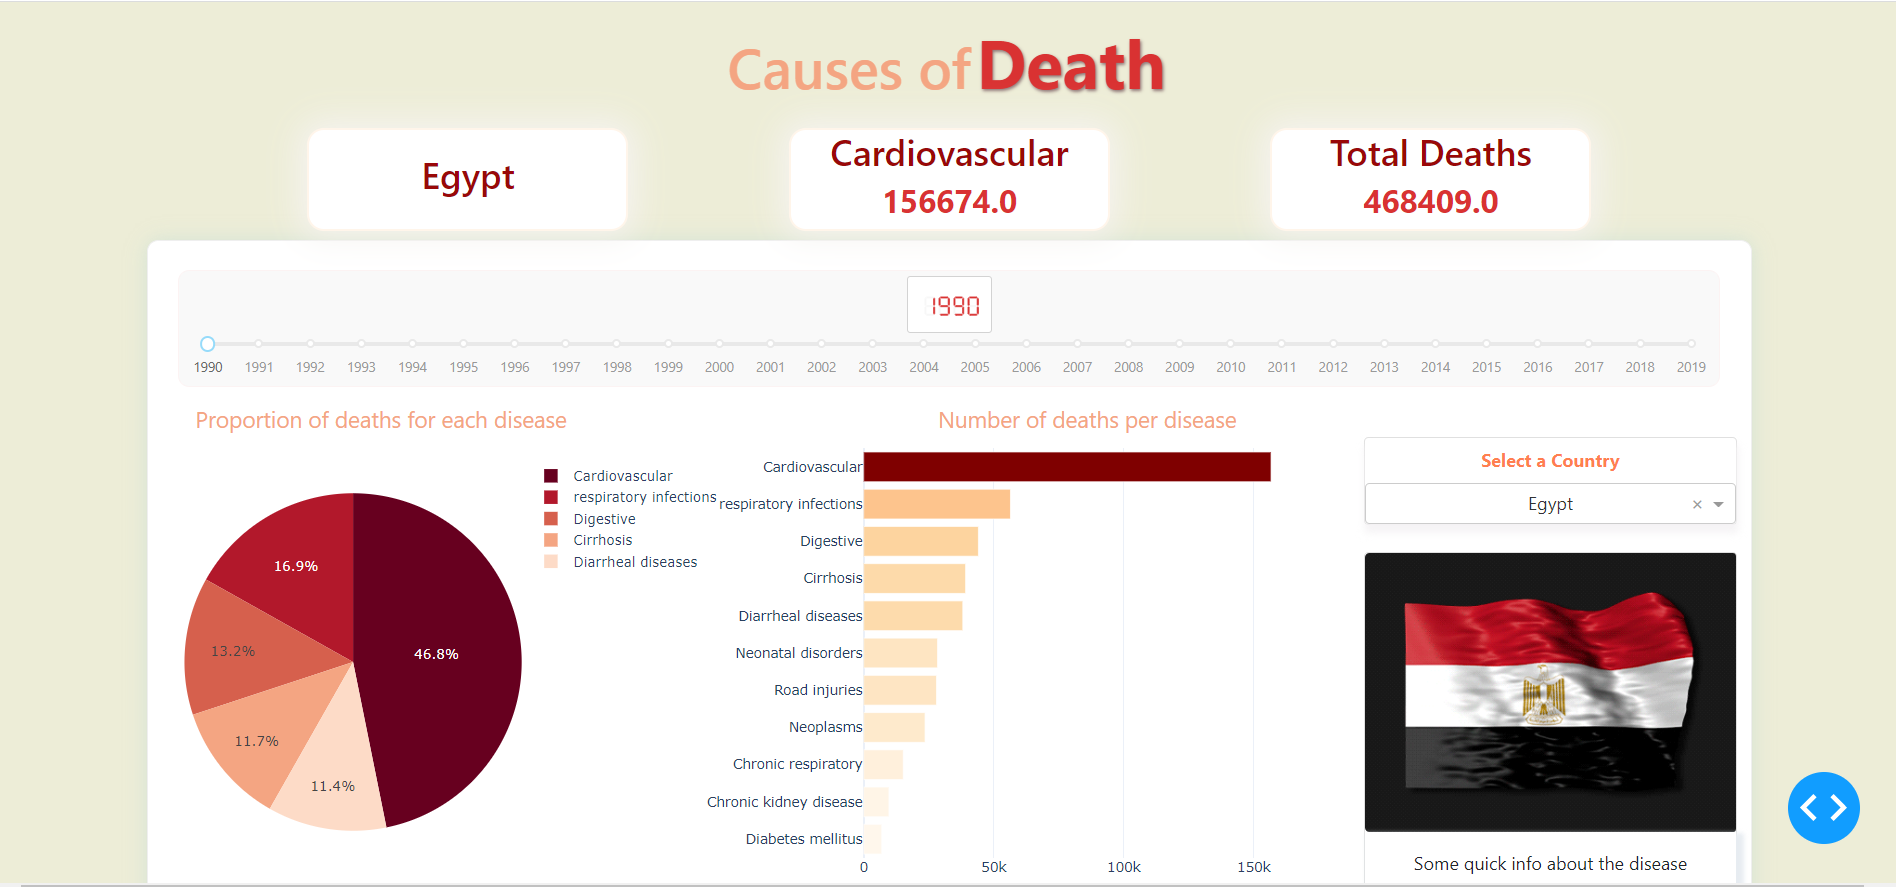 Causes of Death
Egypt
Cardiovascular
156674.0
Total Deaths
468409.0
1990
1990 1991 1992 1993 1994 1995 1996 1997 1998 1999 2000 2001 2002 2003 2004 2005 2006 2007 2008 2009 2010 2011 2012 2013 2014 2015 2016 2017 2018 2019
Proportion of deaths for each disease
Cardiovascular
respiratory infections
Digestive
Cirrhosis
Diarrheal diseases
16.9%
46.8%
13.2%
11.7%
11.4%
Number of deaths per disease
Cardiovascular
respiratory infections
Digestive
Cirrhosis
Diarrheal diseases
Neonatal disorders
Road injuries
Neoplasms
Chronic respiratory
Chronic kidney disease
Diabetes mellitus
0 50k 100k 150k
Select a Country
Egypt × 
Some quick info about the disease